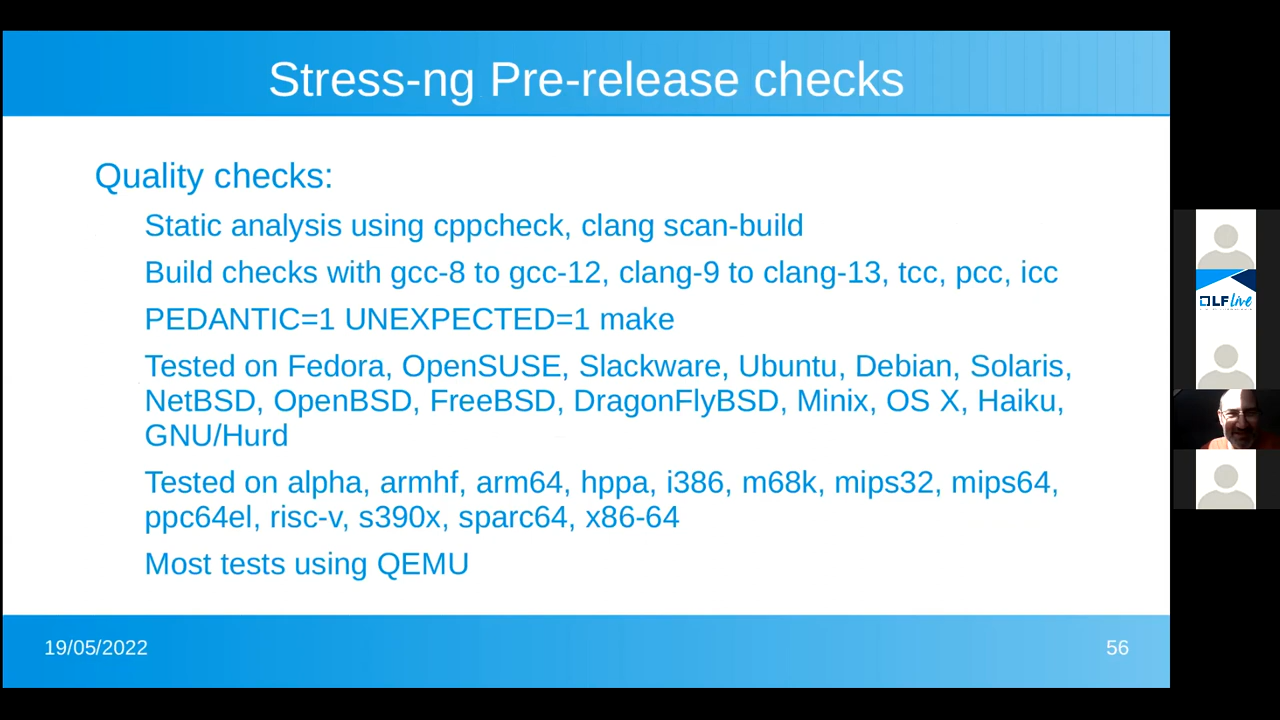 Stress-ng Pre-release checks
Quality checks:
Static analysis using cppcheck, clang scan-build
Build checks with gcc-8 to gcc-12, clang-9 to clang-13, tcc, pcc, icc
PEDANTIC=1 UNEXPECTED=1 make
Tested on Fedora, OpenSUSE, Slackware, Ubuntu, Debian, Solaris,
NetBSD, OpenBSD, FreeBSD, DragonFlyBSD, Minix, OS X, Haiku,
GNU/Hurd
Tested on alpha, armhf, arm64, hppa, i386, m68k, mips32, mips64,
ppc64el, risc-v, s390x, sparc64, x86-64
Most tests using QEMU
19/05/2022
56
LF Live